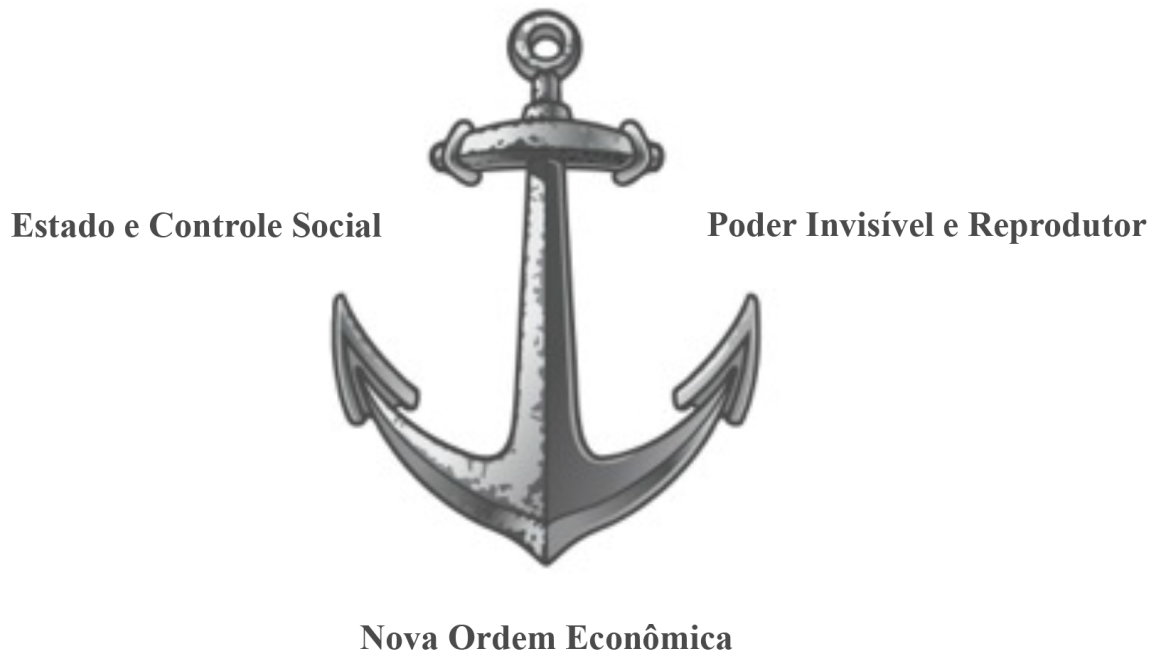 Estado e Controle Social
Poder Invisível e Reprodutor
Nova Ordem Econômica